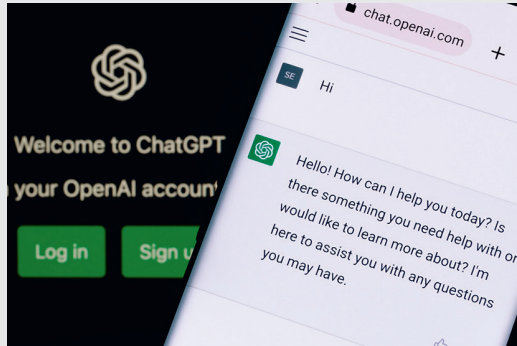 Welcome to ChatGPT
your OpenAI account
Log in
Sign u
chat.openai.com
+
SE
Hi
Hello! How can I help you today? Is
there something you need help with or
would like to learn more about? I'm
here to assist you with any questions
you may have.